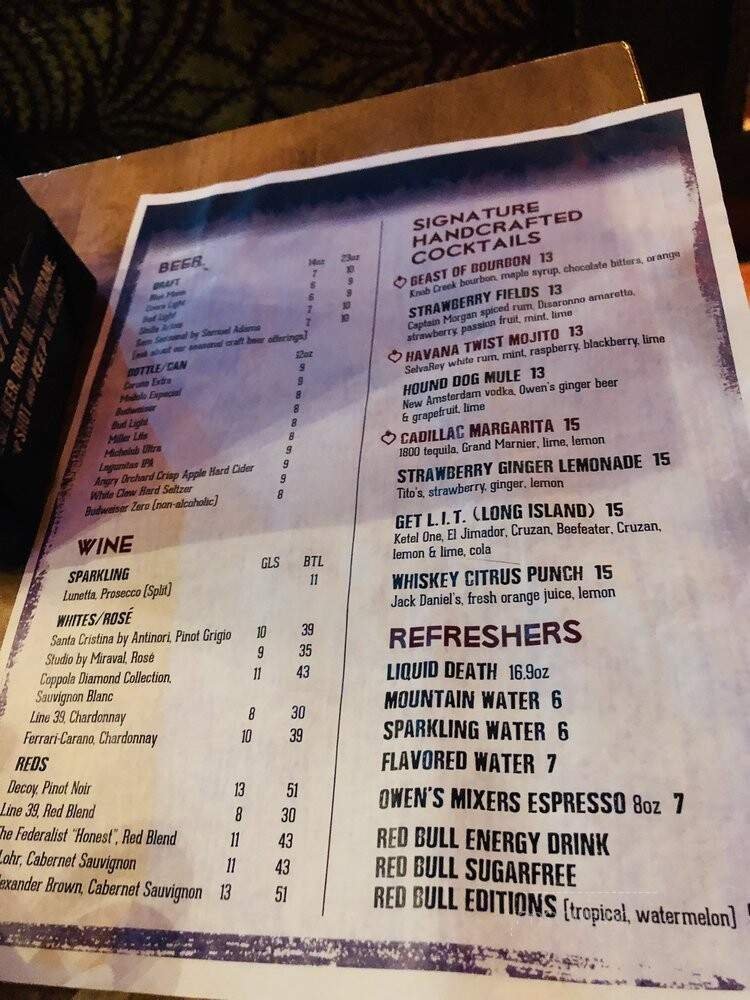 BEER
14oz 23oz
DRAFT
Blue Moon 7 10
Coors Light 6 9
Bud Light 6 9
Stella Artois 7 10
Sam Seasonal by Samuel Adams 7 10
[ask about our seasonal craft beer offerings]
BOTTLE/CAN 12oz
Corona Extra 9
Modelo Especial 9
Budweiser 8
Bud Light 8
Miller Lite 8
Michelob Ultra 8
Lagunitas IPA 9
Angry Orchard Crisp Apple Hard Cider 9
White Claw Hard Seltzer 9
Budweiser Zero [non-alcoholic] 8
WINE
GLS BTL
SPARKLING
Lunetta, Prosecco [Split] 11
WHITES/ROSÉ
Santa Cristina by Antinori, Pinot Grigio 10 39
Studio by Miraval, Rosé 9 35
Coppola Diamond Collection, 11 43
Sauvignon Blanc
Line 39, Chardonnay 8 30
Ferrari-Carano, Chardonnay 10 39
REDS
Decoy, Pinot Noir 13 51
Line 39, Red Blend 8 30
The Federalist "Honest", Red Blend 11 43
Lohr, Cabernet Sauvignon 11 43
exander Brown, Cabernet Sauvignon 13 51
SIGNATURE
HANDCRAFTED
COCKTAILS
BEAST OF BOURBON 13
Knob Creek bourbon, maple syrup, chocolate bitters, orange
STRAWBERRY FIELDS 13
Captain Morgan spiced rum, Disaronno amaretto,
strawberry, passion fruit, mint, lime
HAVANA TWIST MOJITO 13
SelvaRey white rum, mint, raspberry, blackberry, lime
HOUND DOG MULE 13
New Amsterdam vodka, Owen's ginger beer
& grapefruit, lime
CADILLAC MARGARITA 15
1800 tequila, Grand Marnier, lime, lemon
STRAWBERRY GINGER LEMONADE 15
Tito's, strawberry, ginger, lemon
GET L.I.T. (LONG ISLAND) 15
Ketel One, El Jimador, Cruzan, Beefeater, Cruzan,
lemon & lime, cola
WHISKEY CITRUS PUNCH 15
Jack Daniel's, fresh orange juice, lemon
REFRESHERS
LIQUID DEATH 16.9oz
MOUNTAIN WATER 6
SPARKLING WATER 6
FLAVORED WATER 7
OWEN'S MIXERS ESPRESSO 8oz 7
RED BULL ENERGY DRINK
RED BULL SUGARFREE
RED BULL EDITIONS [tropical, watermelon]